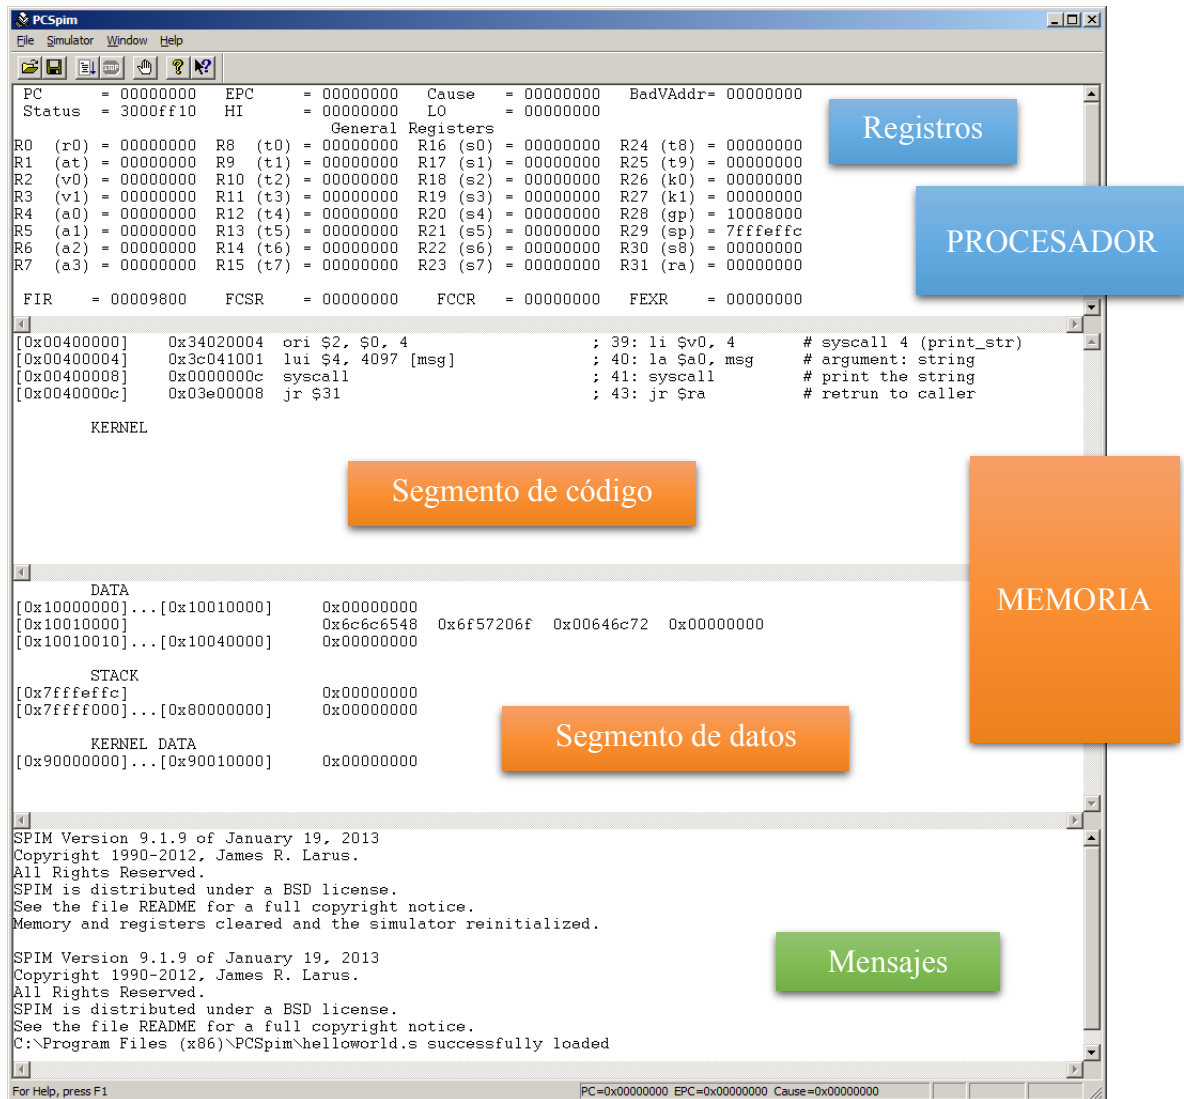 PCSpim
File Simulator Window Help
PC = 00000000 EPC = 00000000 Cause = 00000000 BadVAddr= 00000000
Status = 3000ff10 HI = 00000000 LO = 00000000
General Registers
R0 (r0) = 00000000 R8 (t0) = 00000000 R16 (s0) = 00000000 R24 (t8) = 00000000
R1 (at) = 00000000 R9 (t1) = 00000000 R17 (s1) = 00000000 R25 (t9) = 00000000
R2 (v0) = 00000000 R10 (t2) = 00000000 R18 (s2) = 00000000 R26 (k0) = 00000000
R3 (v1) = 00000000 R11 (t3) = 00000000 R19 (s3) = 00000000 R27 (k1) = 00000000
R4 (a0) = 00000000 R12 (t4) = 00000000 R20 (s4) = 00000000 R28 (gp) = 10008000
R5 (a1) = 00000000 R13 (t5) = 00000000 R21 (s5) = 00000000 R29 (sp) = 7fffeffc
R6 (a2) = 00000000 R14 (t6) = 00000000 R22 (s6) = 00000000 R30 (s8) = 00000000
R7 (a3) = 00000000 R15 (t7) = 00000000 R23 (s7) = 00000000 R31 (ra) = 00000000
FIR = 00009800 FCSR = 00000000 FCCR = 00000000 FEXR = 00000000
Registros
PROCESADOR
[0x00400000] 0x34020004 ori $2, $0, 4 ; 39: li $v0, 4 # syscall 4 (print_str)
[0x00400004] 0x3c041001 lui $4, 4097 [msg] ; 40: la $a0, msg # argument: string
[0x00400008] 0x0000000c syscall ; 41: syscall # print the string
[0x0040000c] 0x03e00008 jr $31 ; 43: jr $ra # retrun to caller
KERNEL
Segmento de código
MEMORIA
DATA
[0x10000000]...[0x10010000] 0x00000000
[0x10010000] 0x6c6c6548 0x6f57206f 0x00646c72 0x00000000
[0x10010010]...[0x10040000] 0x00000000
STACK
[0x7fffeffc] 0x00000000
[0x7ffff000]...[0x80000000] 0x00000000
KERNEL DATA
[0x90000000]...[0x90010000] 0x00000000
Segmento de datos
SPIM Version 9.1.9 of January 19, 2013
Copyright 1990-2012, James R. Larus.
All Rights Reserved.
SPIM is distributed under a BSD license.
See the file README for a full copyright notice.
Memory and registers cleared and the simulator reinitialized.
SPIM Version 9.1.9 of January 19, 2013
Copyright 1990-2012, James R. Larus.
All Rights Reserved.
SPIM is distributed under a BSD license.
See the file README for a full copyright notice.
C:\Program Files (x86)\PCSpim\helloworld.s successfully loaded
Mensajes
For Help, press F1 PC=0x00000000 EPC=0x00000000 Cause=0x00000000